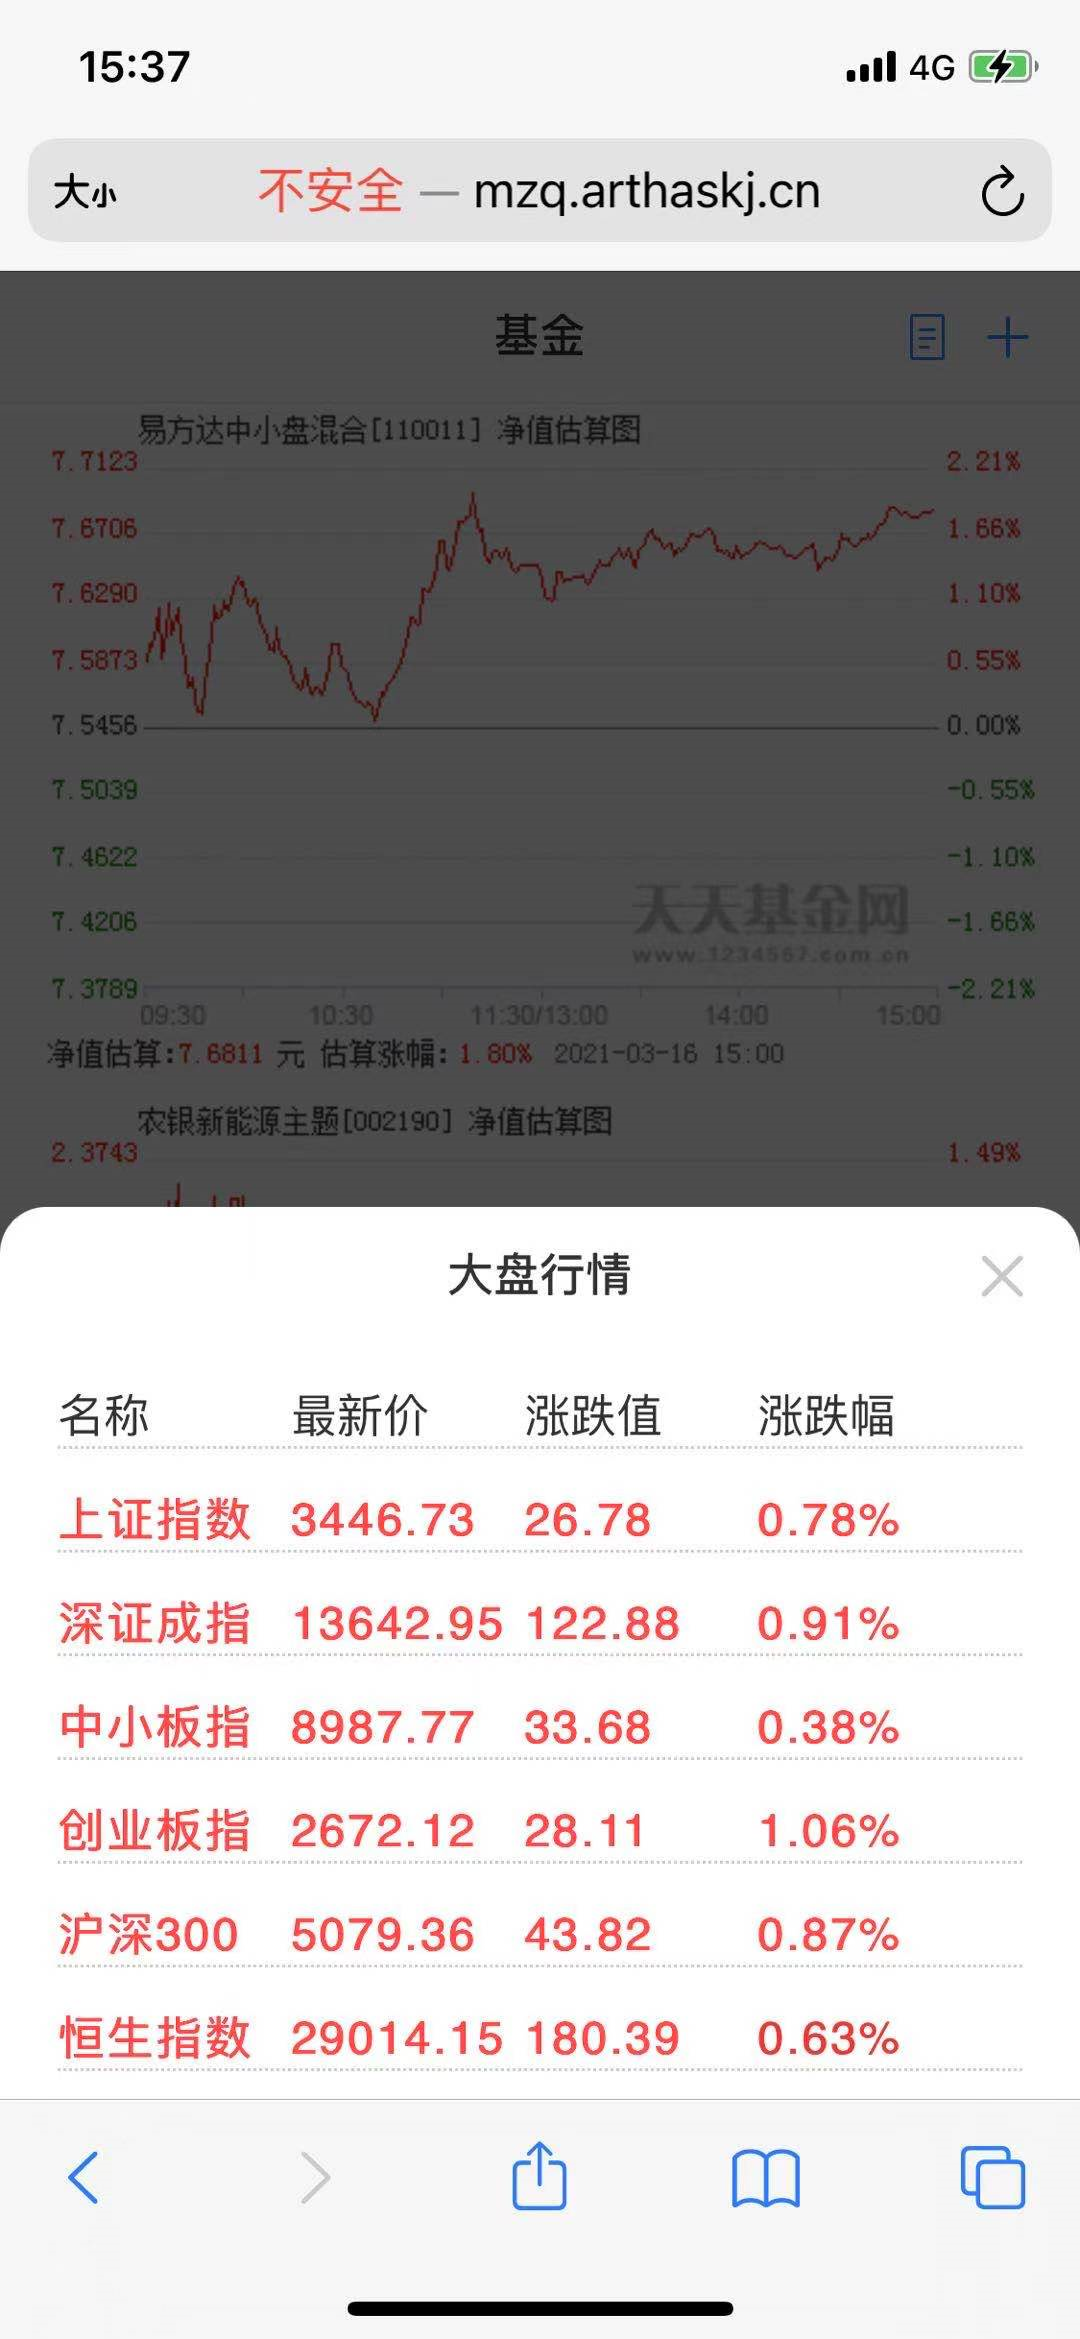 15:37
4G
大小 不安全 — mzq.arthaskj.cn
基金
易方达中小盘混合[110011] 净值估算图
7.7123 2.21%
7.6706 1.66%
7.6290 1.10%
7.5873 0.55%
7.5456 0.00%
7.5039 -0.55%
7.4622 -1.10%
天天基金网
7.4206 -1.66%
www.1234567.com.cn
7.3789 -2.21%
09:30 10:30 11:30/13:00 14:00 15:00
净值估算:7.6811 元 估算涨幅: 1.80% 2021-03-16 15:00
农银新能源主题[002190] 净值估算图
2.3743 1.49%
大盘行情
名称 最新价 涨跌值 涨跌幅
上证指数 3446.73 26.78 0.78%
深证成指 13642.95 122.88 0.91%
中小板指 8987.77 33.68 0.38%
创业板指 2672.12 28.11 1.06%
沪深300 5079.36 43.82 0.87%
恒生指数 29014.15 180.39 0.63%